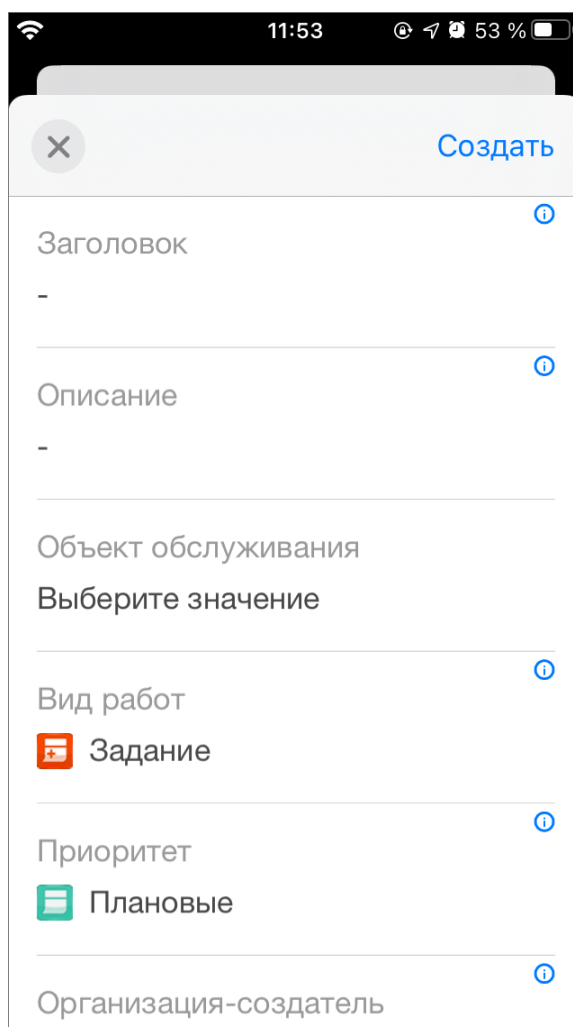 11:53 53 %
Создать
Заголовок
-
Описание
-
Объект обслуживания
Выберите значение
Вид работ
Задание
Приоритет
Плановые
Организация-создатель